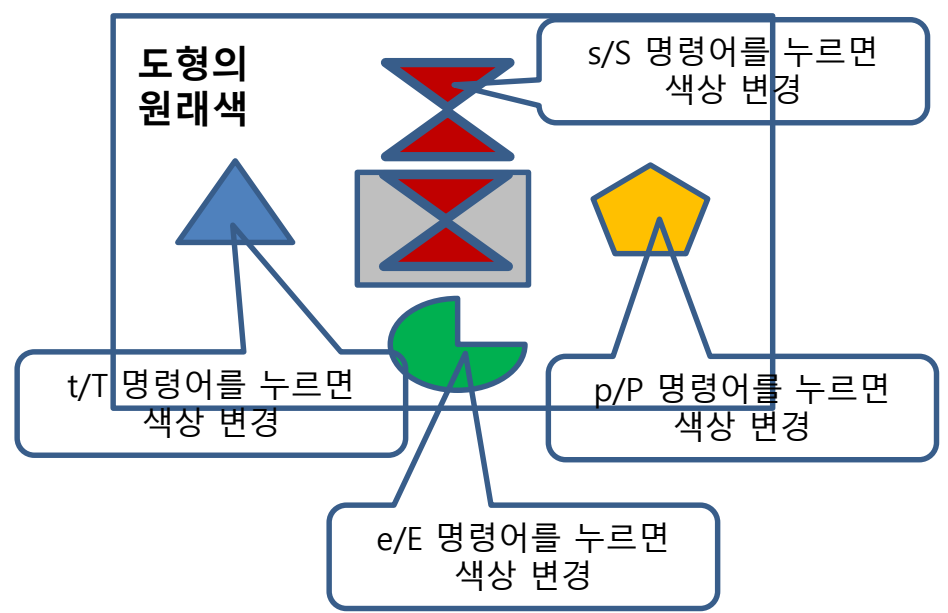 도형의
원래색
s/S 명령어를 누르면
색상 변경
t/T 명령어를 누르면
색상 변경
p/P 명령어를 누르면
색상 변경
e/E 명령어를 누르면
색상 변경